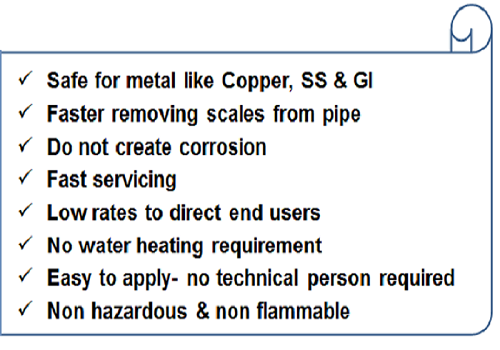 ✓ Safe for metal like Copper, SS & GI
✓ Faster removing scales from pipe
✓ Do not create corrosion
✓ Fast servicing
✓ Low rates to direct end users
✓ No water heating requirement
✓ Easy to apply- no technical person required
✓ Non hazardous & non flammable